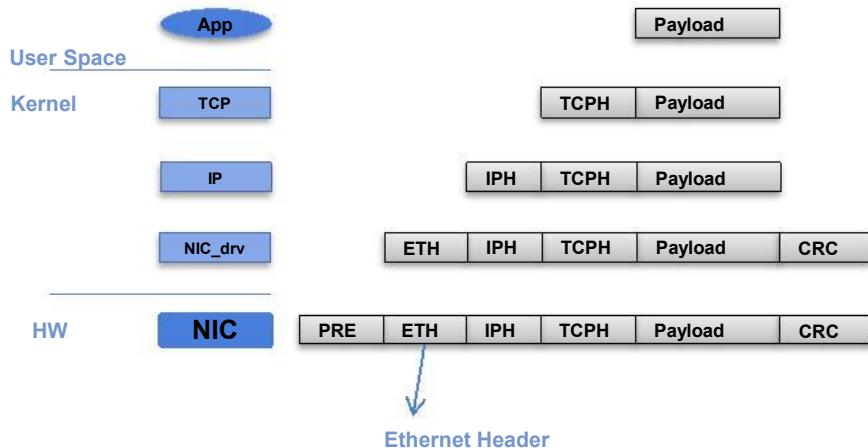 App Payload
User Space
Kernel TCP TCPH Payload
IP IPH TCPH Payload
NIC_drv ETH IPH TCPH Payload CRC
HW NIC PRE ETH IPH TCPH Payload CRC
Ethernet Header